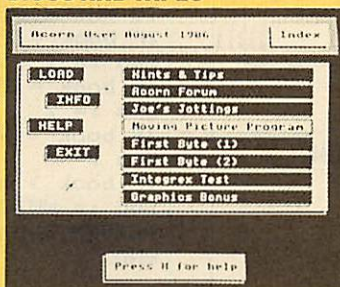 Acorn User August 1986
Index
LOAD
INFO
HELP
EXIT
Hints & Tips
Acorn Forum
Joe's Jottings
Moving Picture Program
First Byte (1)
First Byte (2)
Integrex Test
Graphics Bonus
Press H for help